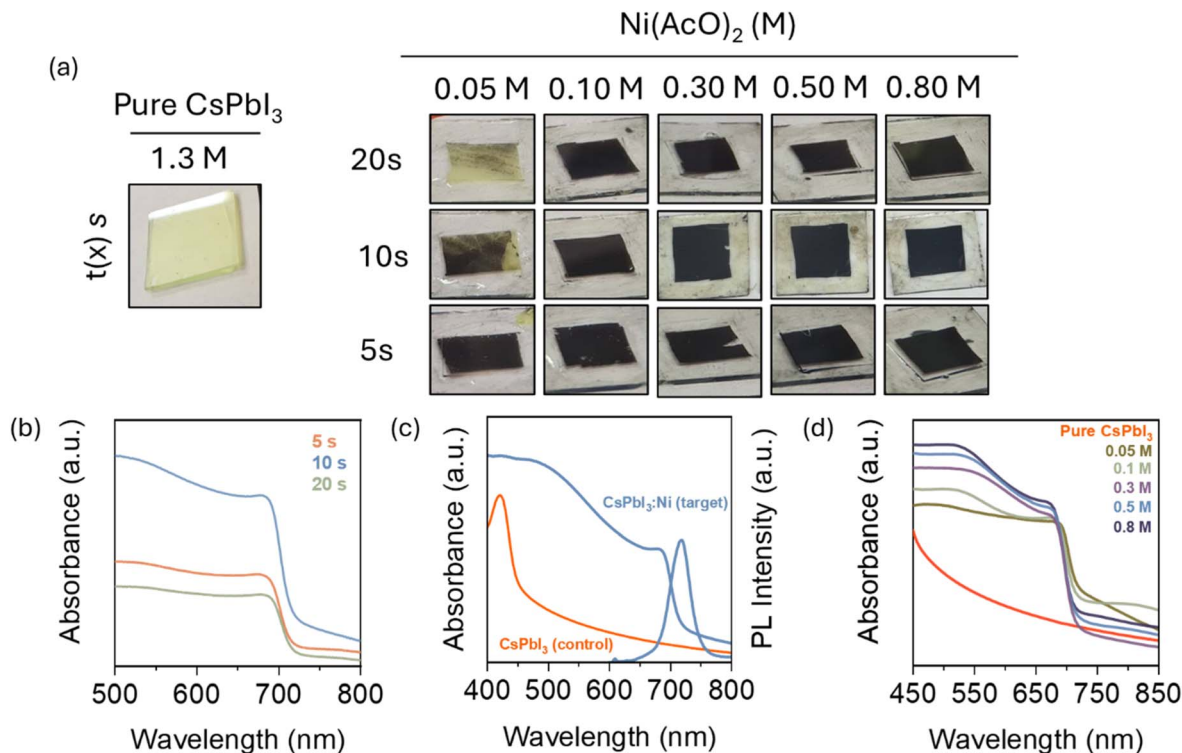 Ni(AcO)₂ (M)
(a)
Pure CsPbI₃
1.3 M
t(x) s
0.05 M 0.10 M 0.30 M 0.50 M 0.80 M
20s
10s
5s
(b)
Absorbance (a.u.)
5 s
10 s
20 s
500 600 700 800
Wavelength (nm)
(c)
Absorbance (a.u.)
CsPbI₃:Ni (target)
CsPbI₃ (control)
PL Intensity (a.u.)
400 500 600 700 800
Wavelength (nm)
(d)
Absorbance (a.u.)
Pure CsPbI₃
0.05 M
0.1 M
0.3 M
0.5 M
0.8 M
450 550 650 750 850
Wavelength (nm)